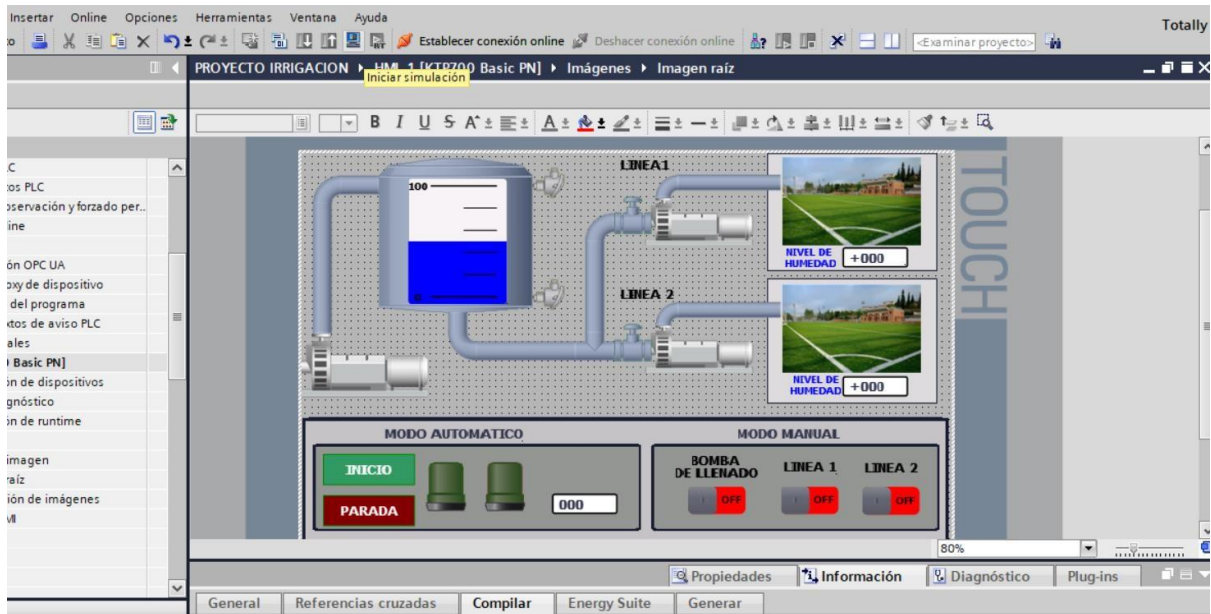 Insertar Online Opciones Herramientas Ventana Ayuda
Totally
Establecer conexión online Deshacer conexión online <Examinar proyecto>
PROYECTO IRRIGACION HMI_1 [KTP700 Basic PN] Imágenes Imagen raíz
Iniciar simulación
B I U S A
LINEA1
100
0
NIVEL DE
HUMEDAD +000
TOUCH
LINEA 2
NIVEL DE
HUMEDAD +000
MODO AUTOMATICO
INICIO
PARADA
000
MODO MANUAL
BOMBA
DE LLENADO
LINEA 1
LINEA 2
OFF OFF OFF
os PLC
oservación y forzado per..
ine
ón OPC UA
oxy de dispositivo
del programa
xtos de aviso PLC
ales
Basic PN]
ón de dispositivos
gnóstico
ón de runtime
imagen
raíz
ión de imágenes
80%
Propiedades Información Diagnóstico Plug-ins
General Referencias cruzadas Compilar Energy Suite Generar